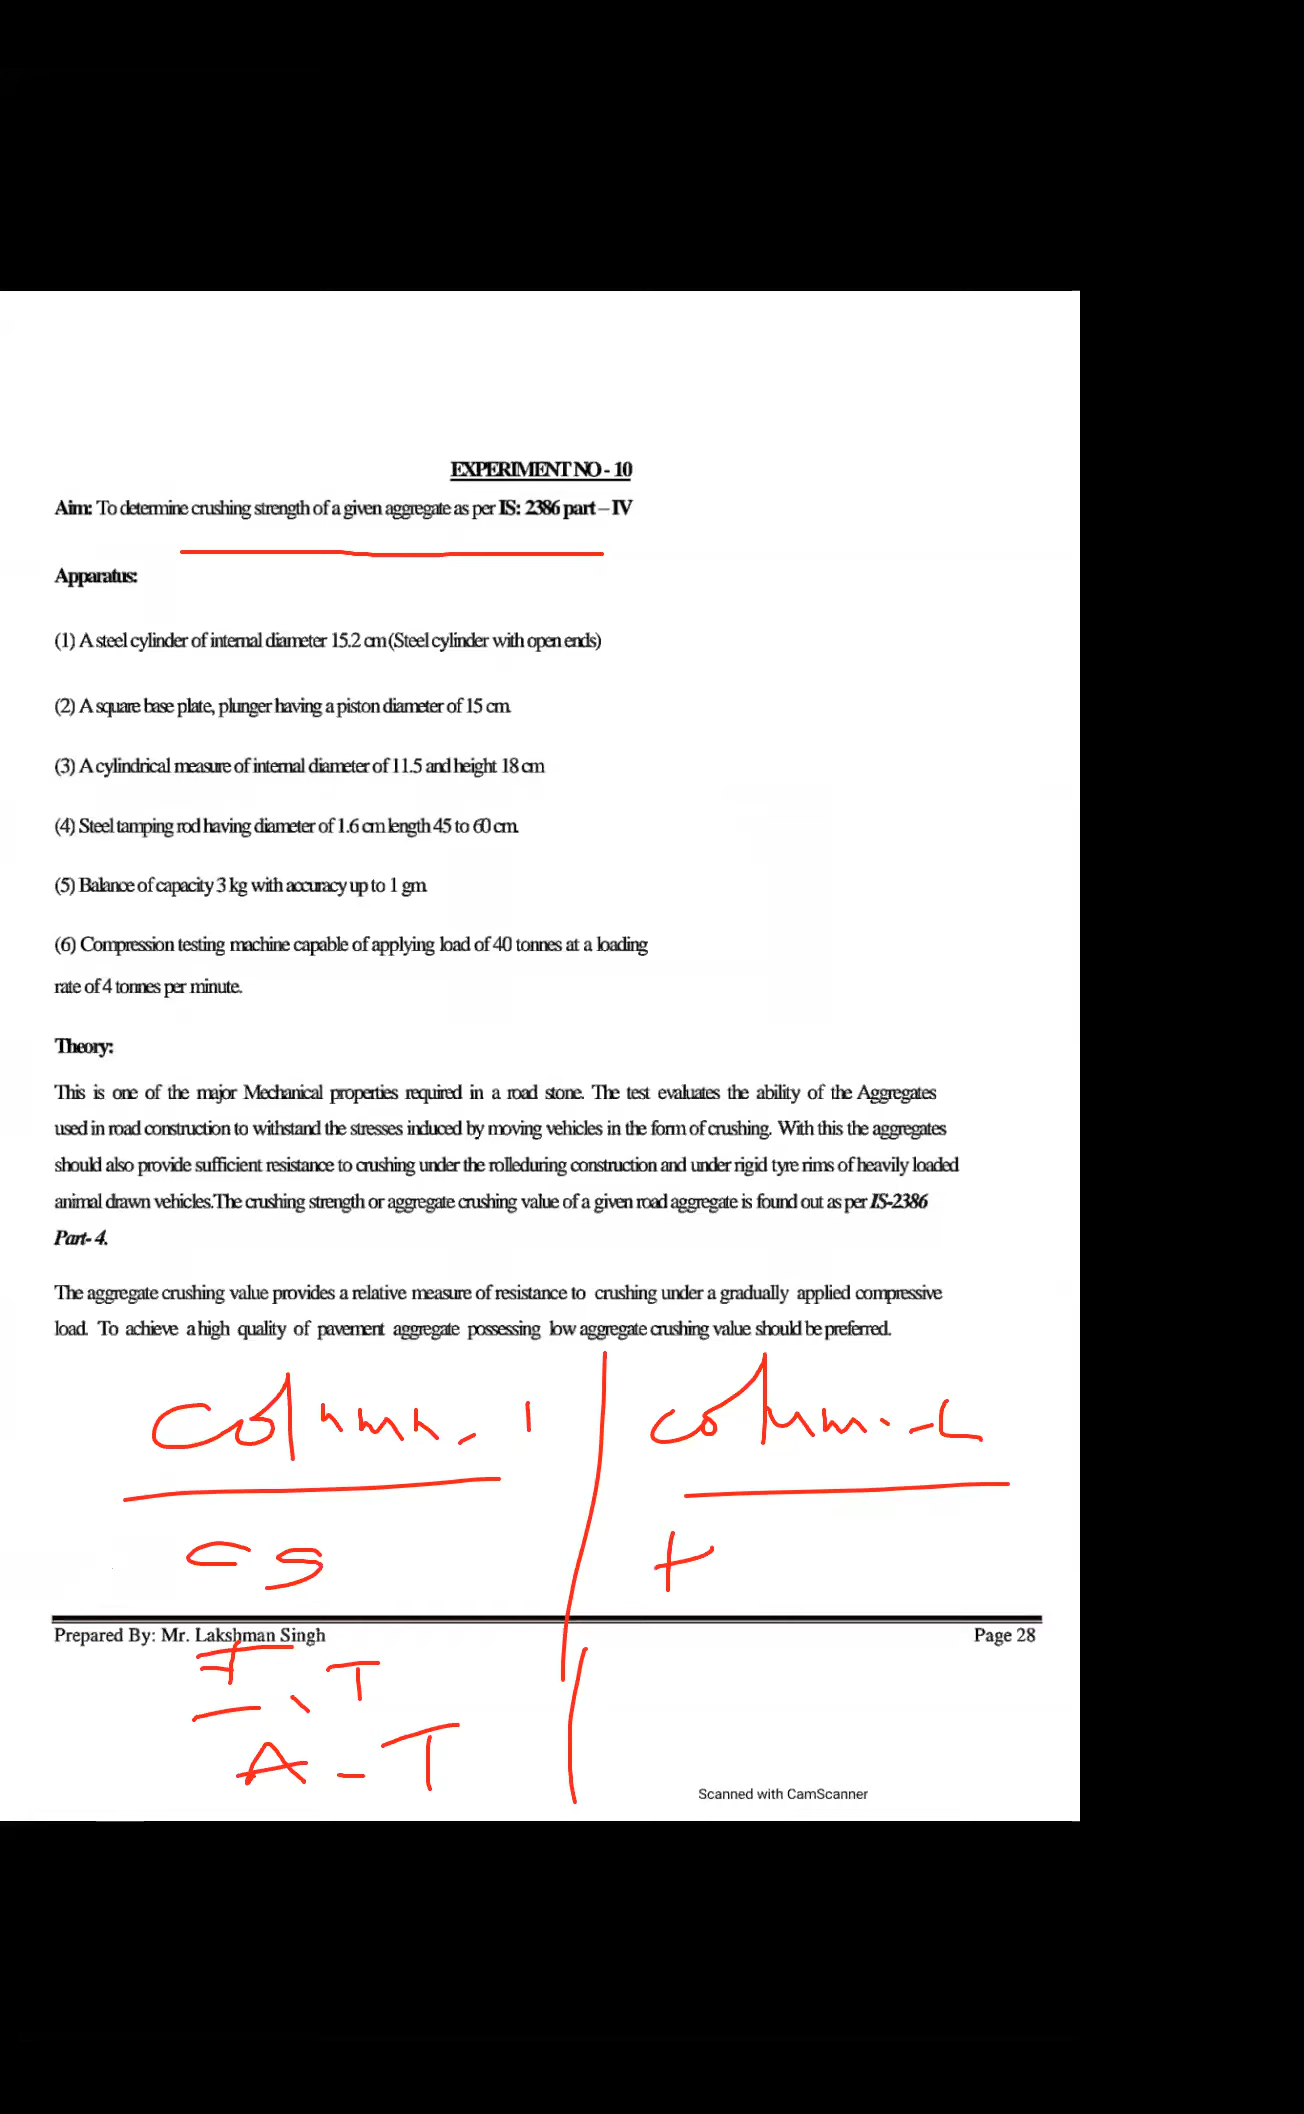 EXPERIMENT NO - 10
Aim: To determine crushing strength of a given aggregate as per IS: 2386 part – IV
Apparatus:
(1) A steel cylinder of internal diameter 15.2 cm (Steel cylinder with open ends)
(2) A square base plate, plunger having a piston diameter of 15 cm.
(3) A cylindrical measure of internal diameter of 11.5 and height 18 cm
(4) Steel tamping rod having diameter of 1.6 cm length 45 to 60 cm.
(5) Balance of capacity 3 kg with accuracy up to 1 gm.
(6) Compression testing machine capable of applying load of 40 tonnes at a loading
rate of 4 tonnes per minute.
Theory:
This is one of the major Mechanical properties required in a road stone. The test evaluates the ability of the Aggregates
used in road construction to withstand the stresses induced by moving vehicles in the form of crushing. With this the aggregates
should also provide sufficient resistance to crushing under the rolleduring construction and under rigid tyre rims of heavily loaded
animal drawn vehicles.The crushing strength or aggregate crushing value of a given road aggregate is found out as per IS-2386
Part- 4.
The aggregate crushing value provides a relative measure of resistance to crushing under a gradually applied compressive
load. To achieve a high quality of pavement aggregate possessing low aggregate crushing value should be preferred.
Column - 1
CS
Prepared By: Mr. Lakshman Singh Page 28
A - T
Scanned with CamScanner